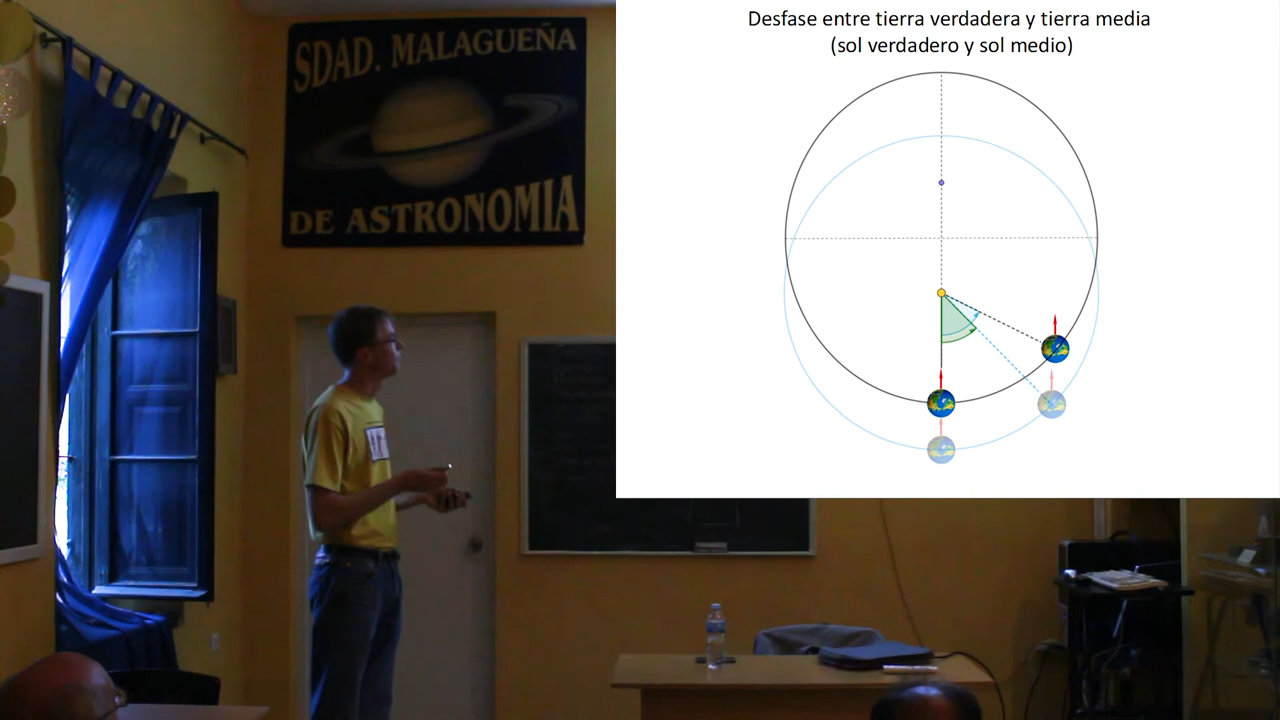 SDAD. MALAGUEÑA
DE ASTRONOMIA
Desfase entre tierra verdadera y tierra media
(sol verdadero y sol medio)